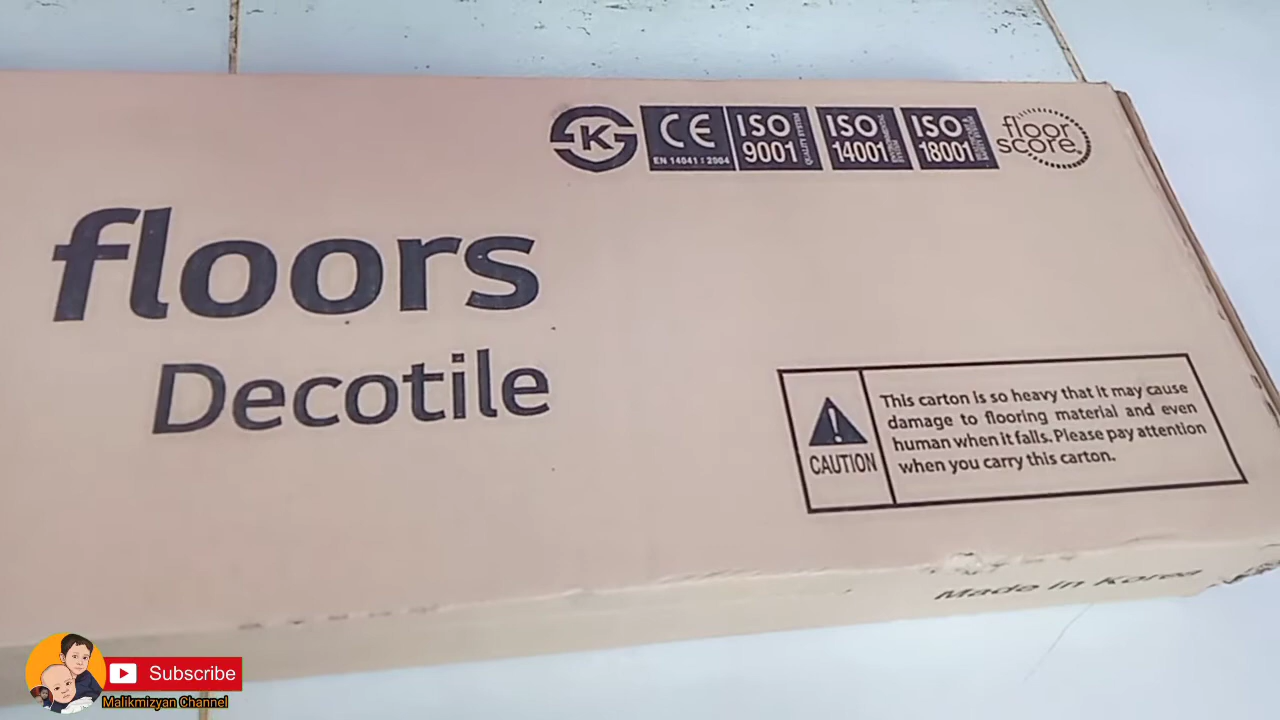 K
CE
EN 14041 : 2004
ISO
9001
ISO
14001
ISO
18001
floor
score
floors
Decotile
CAUTION
This carton is so heavy that it may cause
damage to flooring material and even
human when it falls. Please pay attention
when you carry this carton.
Made in Korea
Subscribe
Malikmizyan Channel